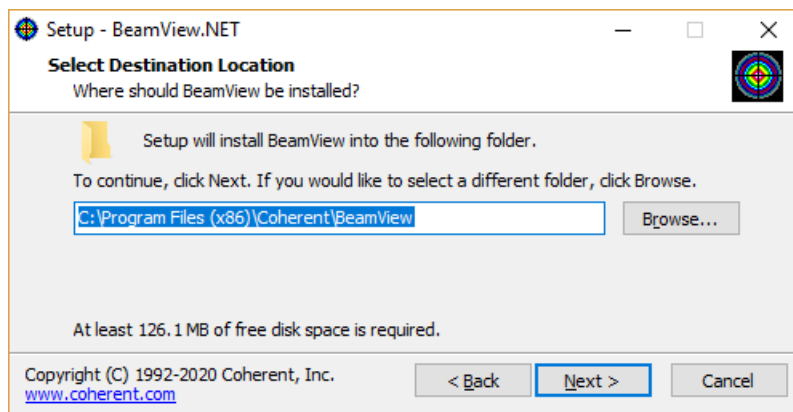 Setup - BeamView.NET
Select Destination Location
Where should BeamView be installed?
Setup will install BeamView into the following folder.
To continue, click Next. If you would like to select a different folder, click Browse.
C:\Program Files (x86)\Coherent\BeamView
Browse...
At least 126.1 MB of free disk space is required.
Copyright (C) 1992-2020 Coherent, Inc.
www.coherent.com
< Back
Next >
Cancel